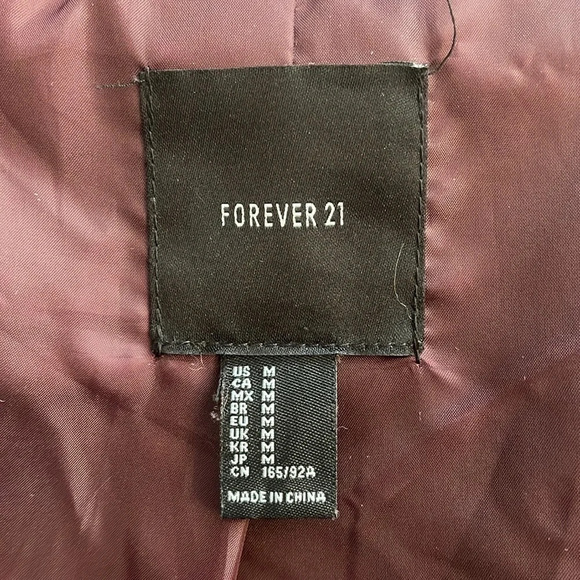 FOREVER 21
US M
CA M
MX M
BR M
EU M
UK M
KR M
JP M
CN 165/92A
MADE IN CHINA